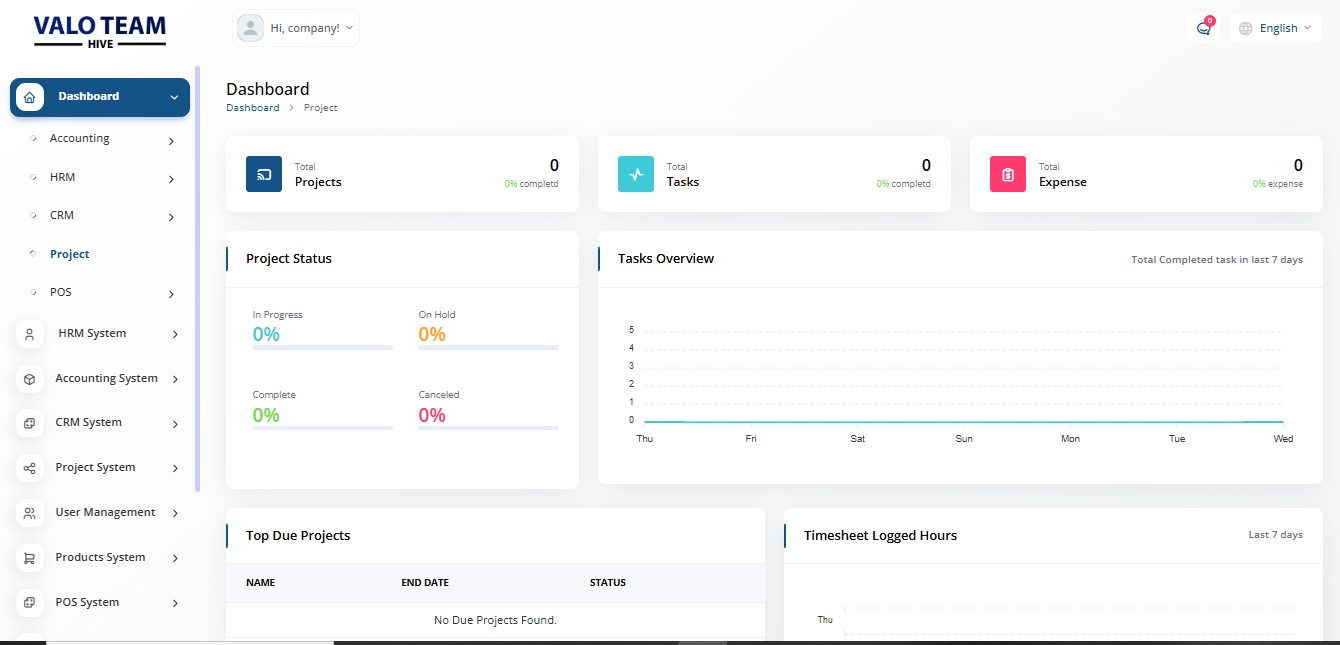 VALO TEAM
HIVE
Hi, company!
0
English
Dashboard
Accounting
HRM
CRM
Project
POS
HRM System
Accounting System
CRM System
Project System
User Management
Products System
POS System
Dashboard
Dashboard > Project
Total
Projects
0
0% completd
Total
Tasks
0
0% completd
Total
Expense
0
0% expense
Project Status
In Progress
0%
On Hold
0%
Complete
0%
Canceled
0%
Tasks Overview
Total Completed task in last 7 days
5
4
3
2
1
0
Thu Fri Sat Sun Mon Tue Wed
Top Due Projects
NAME END DATE STATUS
No Due Projects Found.
Timesheet Logged Hours
Last 7 days
Thu